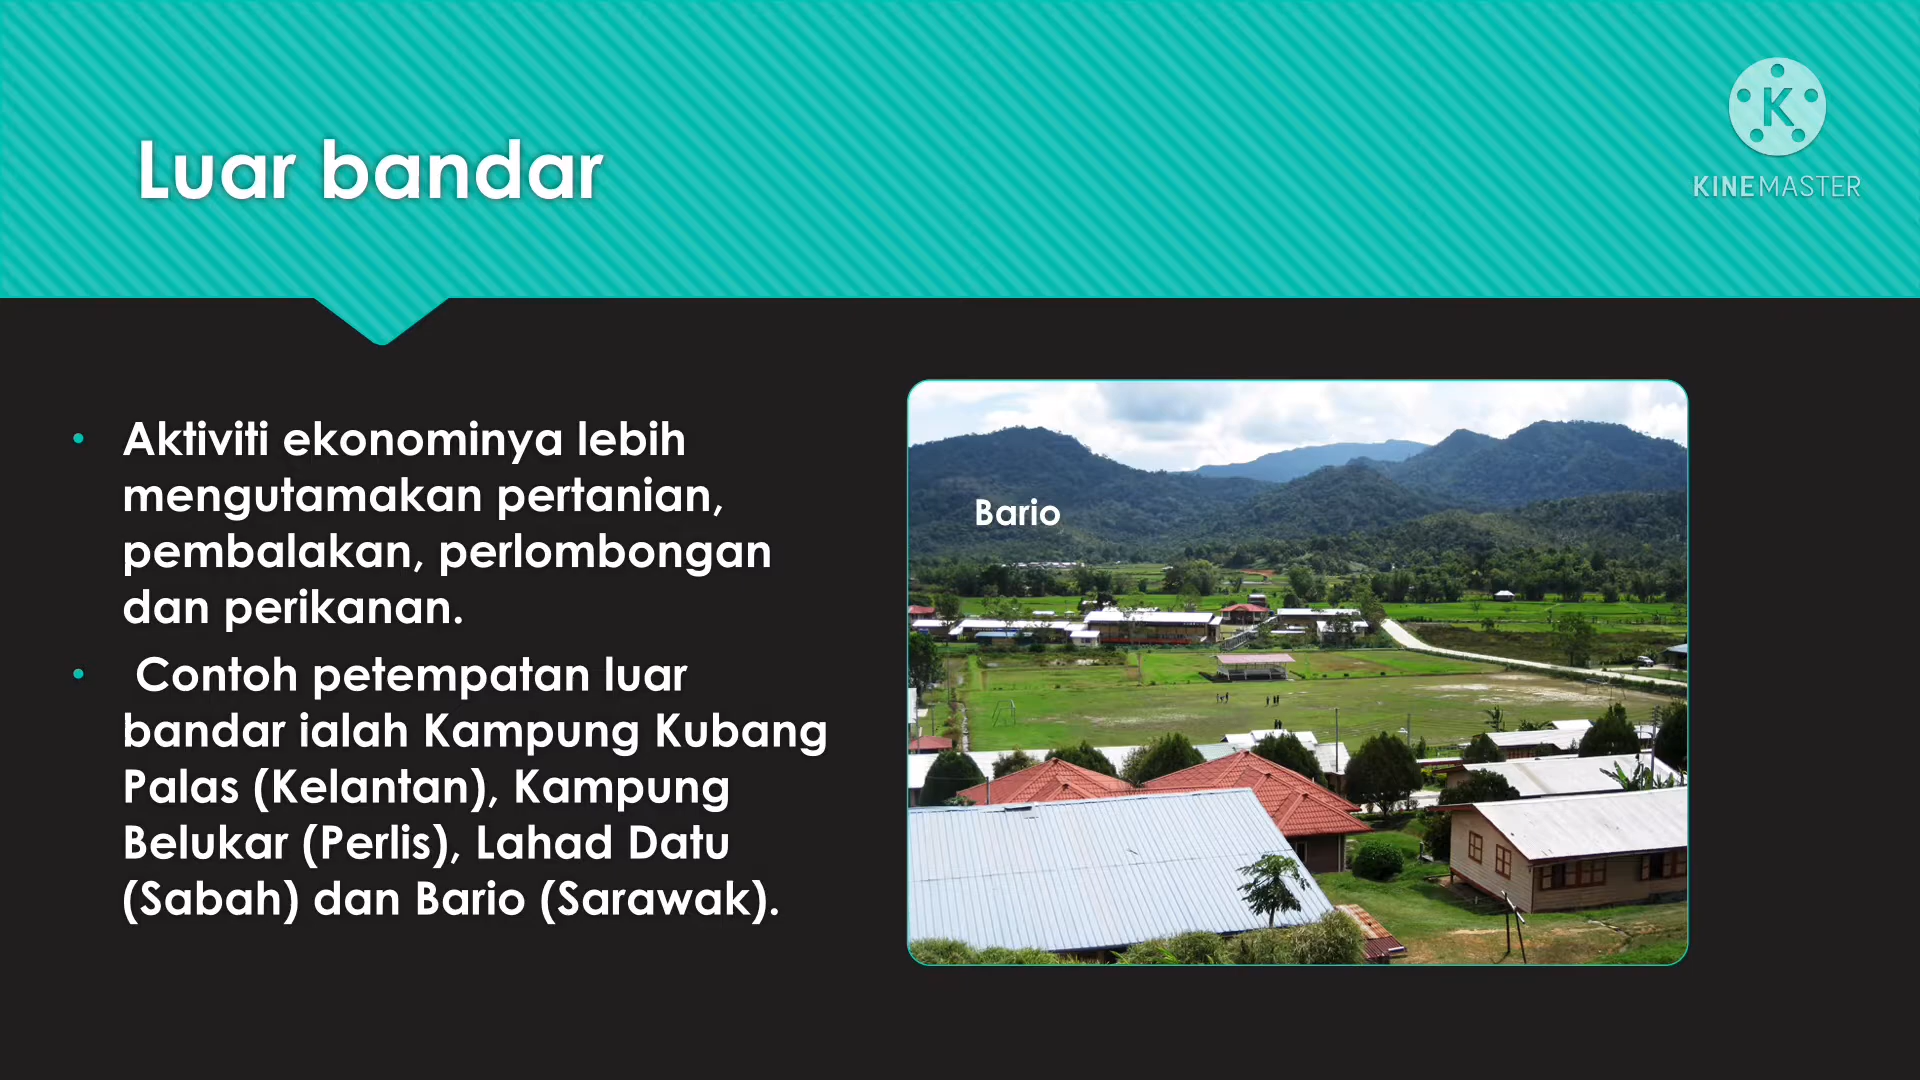 Luar bandar
K
KINEMASTER
• Aktiviti ekonominya lebih
mengutamakan pertanian,
pembalakan, perlombongan
dan perikanan.
• Contoh petempatan luar
bandar ialah Kampung Kubang
Palas (Kelantan), Kampung
Belukar (Perlis), Lahad Datu
(Sabah) dan Bario (Sarawak).
Bario